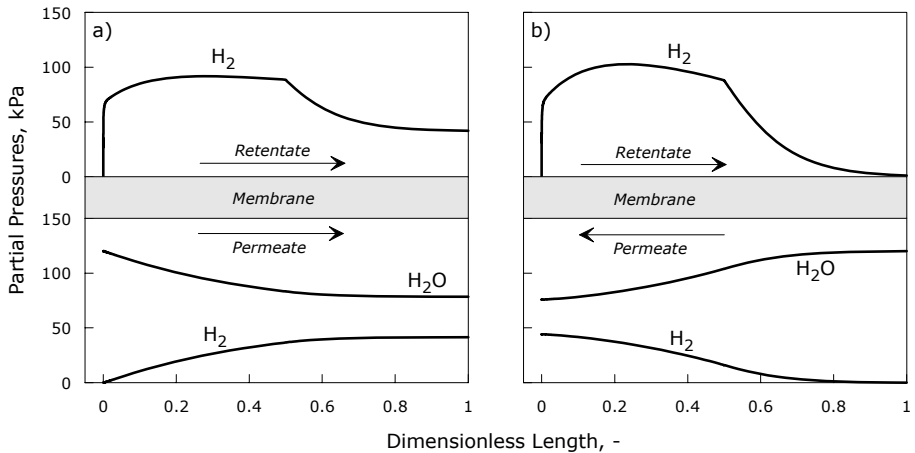 a)
H2
Retentate
Membrane
Permeate
H2O
H2
150
100
50
0
150
100
50
0
0 0.2 0.4 0.6 0.8 1
b)
H2
Retentate
Membrane
Permeate
H2O
H2
0 0.2 0.4 0.6 0.8 1
Partial Pressures, kPa
Dimensionless Length, -